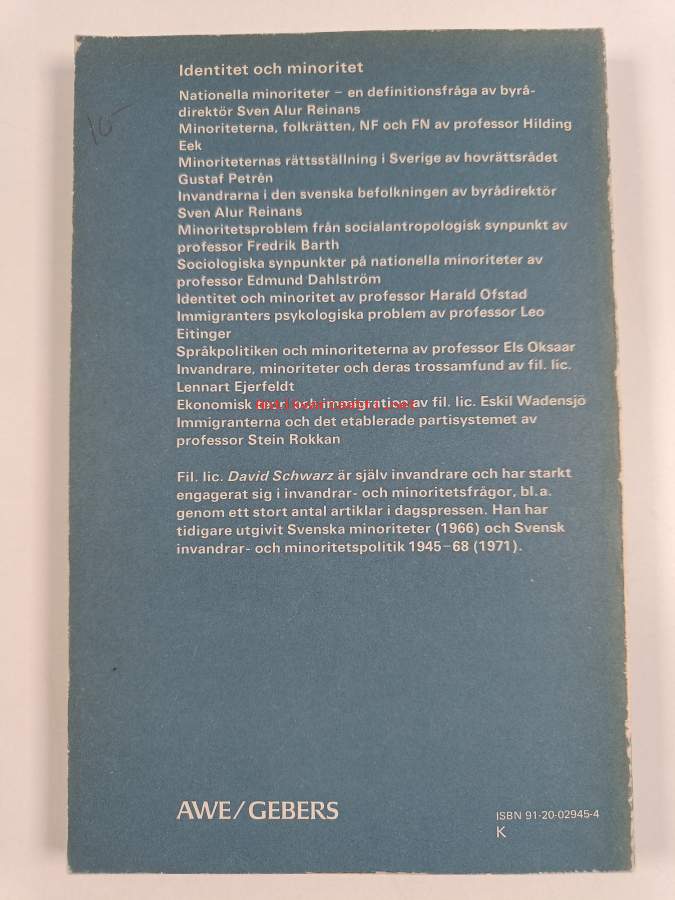 10-
Identitet och minoritet
Nationella minoriteter – en definitionsfråga av byrå-
direktör Sven Alur Reinans
Minoriteterna, folkrätten, NF och FN av professor Hilding
Eek
Minoriteternas rättsställning i Sverige av hovrättsrådet
Gustaf Petrén
Invandrarna i den svenska befolkningen av byrådirektör
Sven Alur Reinans
Minoritetsproblem från socialantropologisk synpunkt av
professor Fredrik Barth
Sociologiska synpunkter på nationella minoriteter av
professor Edmund Dahlström
Identitet och minoritet av professor Harald Ofstad
Immigranters psykologiska problem av professor Leo
Eitinger
Språkpolitiken och minoriteterna av professor Els Oksaar
Invandrare, minoriteter och deras trossamfund av fil. lic.
Lennart Ejerfeldt
Ekonomisk och immigration av fil. lic. Eskil Wadensjö
Immigranterna och det etablerade partisystemet av
professor Stein Rokkan
Fil. lic. David Schwarz är själv invandrare och har starkt
engagerat sig i invandrar- och minoritetsfrågor, bl.a.
genom ett stort antal artiklar i dagspressen. Han har
tidigare utgivit Svenska minoriteter (1966) och Svensk
invandrar- och minoritetspolitik 1945–68 (1971).
AWE/GEBERS
ISBN 91-20-02945-4
K